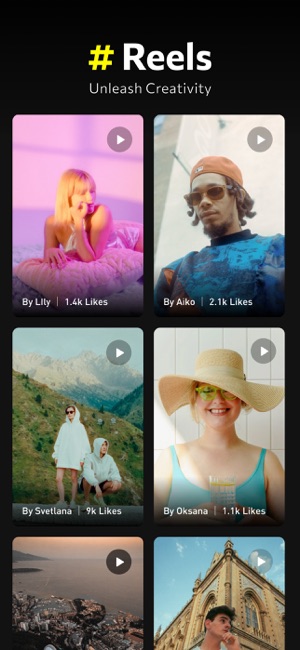 # Reels
Unleash Creativity
By LIly | 1.4k Likes
By Aiko | 2.1k Likes
By Svetlana | 9k Likes
By Oksana | 1.1k Likes